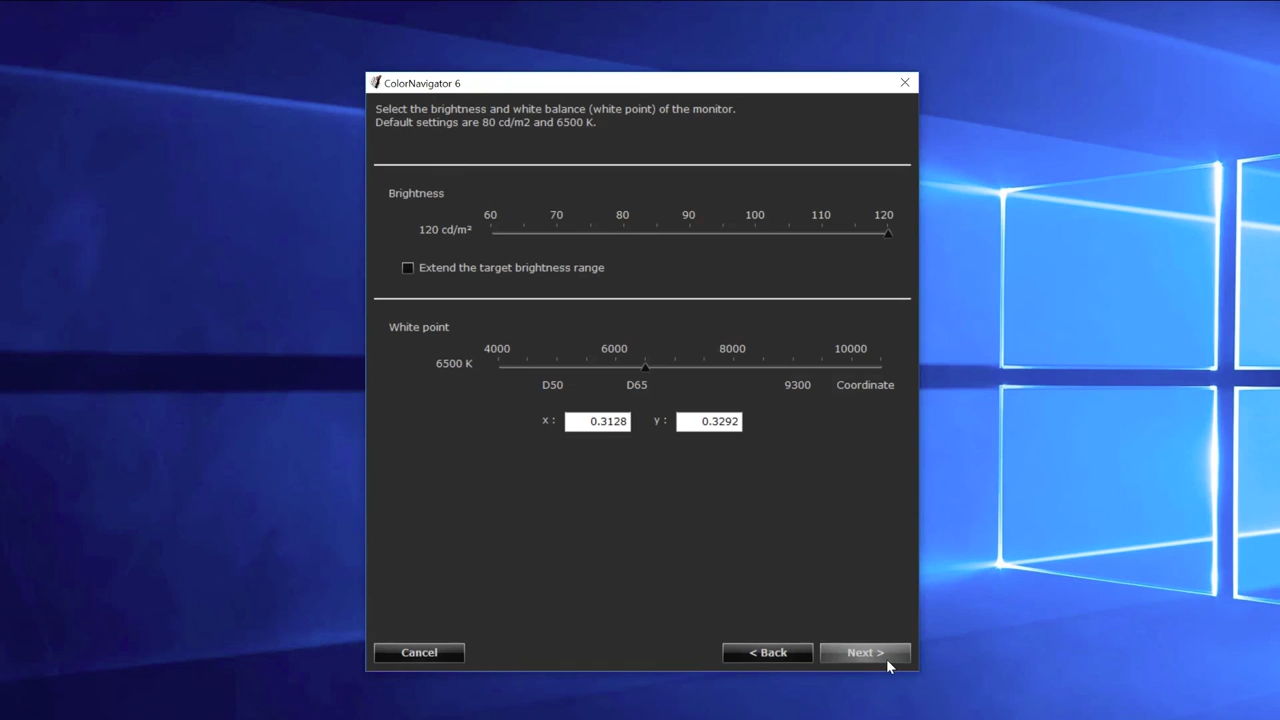 ColorNavigator 6
Select the brightness and white balance (white point) of the monitor.
Default settings are 80 cd/m2 and 6500 K.
Brightness
60 70 80 90 100 110 120
120 cd/m²
Extend the target brightness range
White point
4000 6000 8000 10000
6500 K
D50 D65 9300 Coordinate
x : 0.3128 y : 0.3292
Cancel < Back Next >